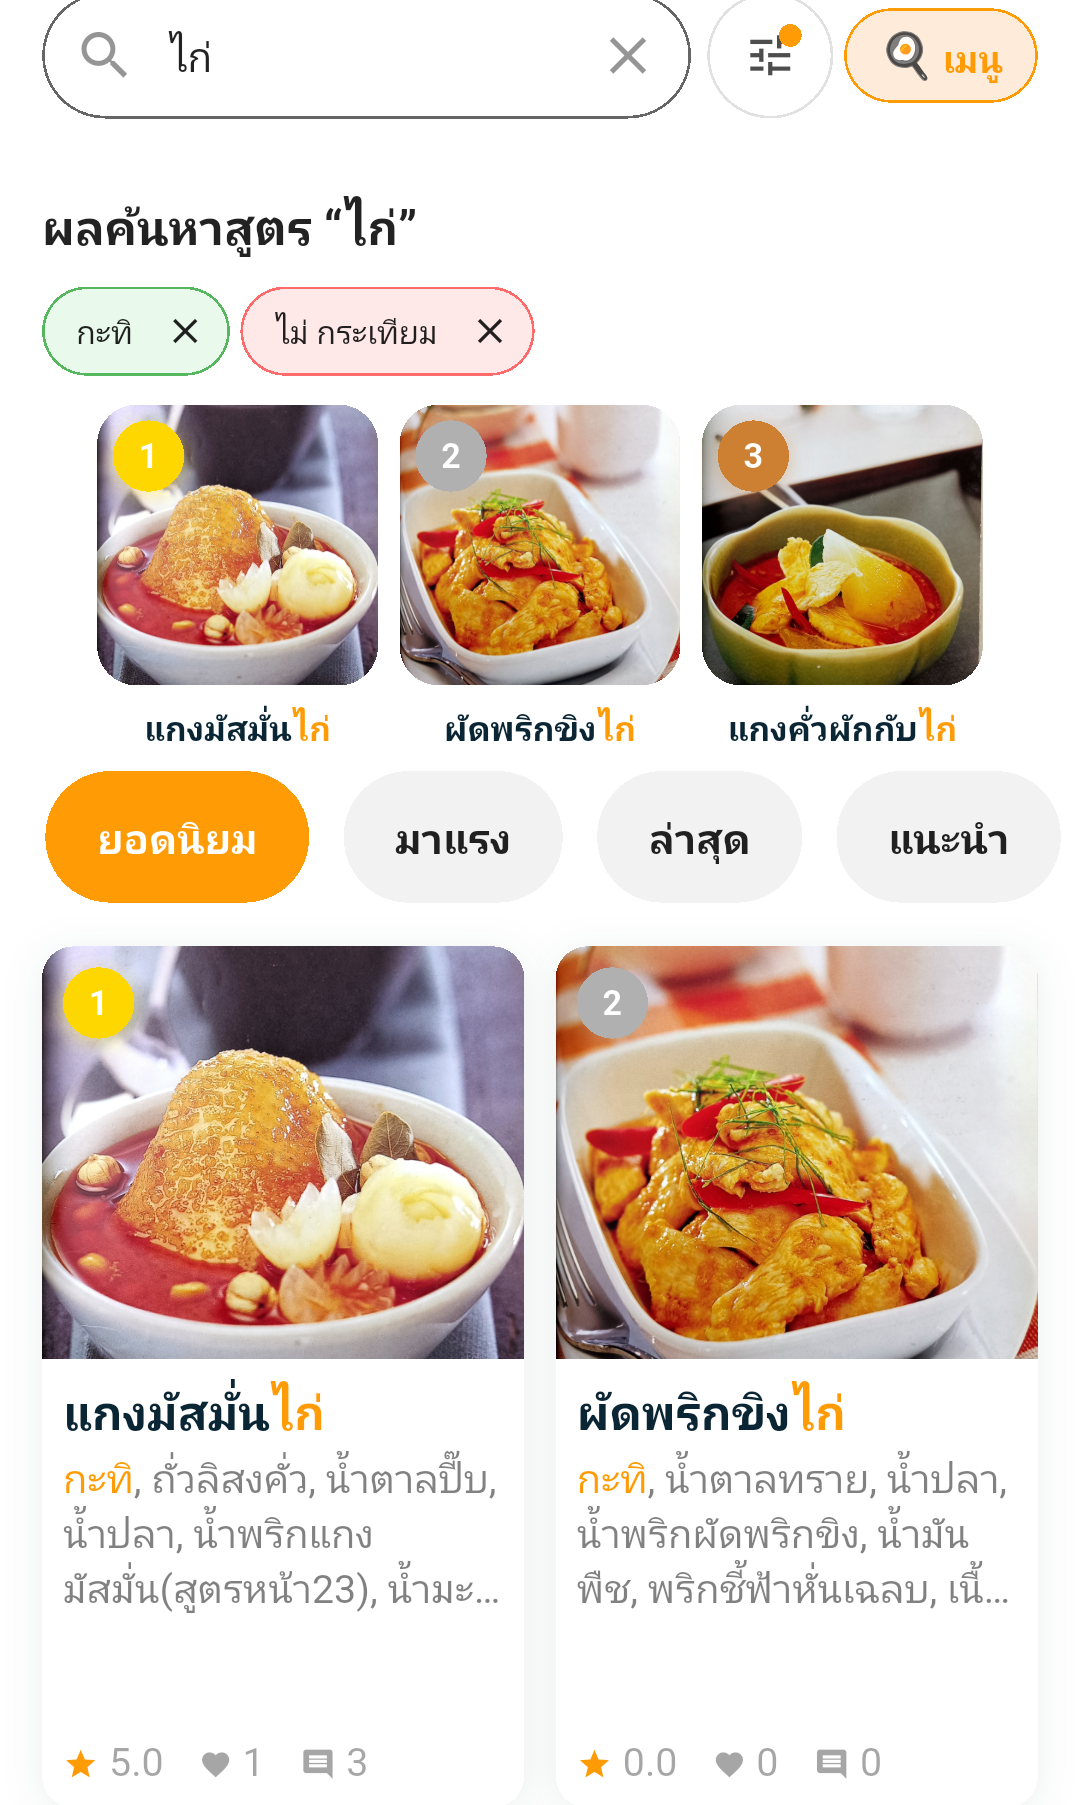 ไก่
เมนู
ผลค้นหาสูตร “ไก่”
กะทิ
ไม่ กระเทียม
1
2
3
แกงมัสมั่นไก่
ผัดพริกขิงไก่
แกงคั่วผักกับไก่
ยอดนิยม
มาแรง
ล่าสุด
แนะนำ
1
แกงมัสมั่นไก่
กะทิ, ถั่วลิสงคั่ว, น้ำตาลปี๊บ,
น้ำปลา, น้ำพริกแกง
มัสมั่น(สูตรหน้า23), น้ำมะ...
5.0 1 3
2
ผัดพริกขิงไก่
กะทิ, น้ำตาลทราย, น้ำปลา,
น้ำพริกผัดพริกขิง, น้ำมัน
พืช, พริกชี้ฟ้าหั่นเฉลบ, เนื้...
0.0 0 0